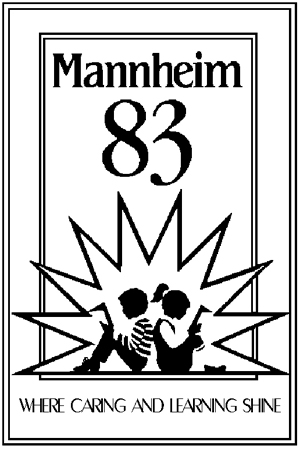 Mannheim
83
WHERE CARING AND LEARNING SHINE